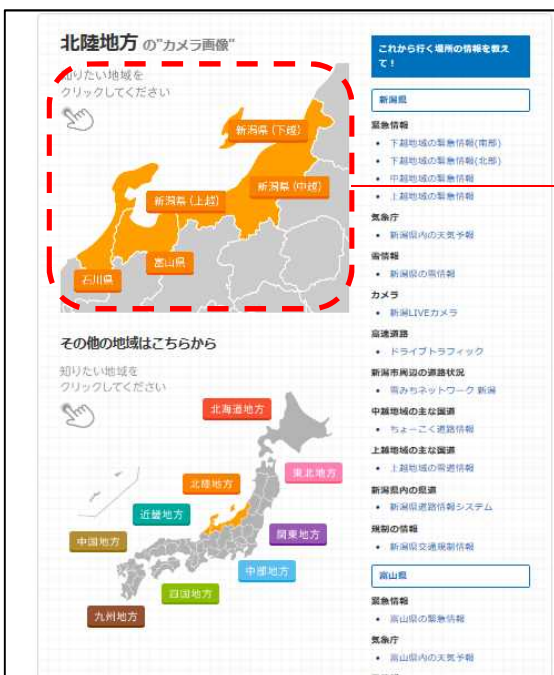 北陸地方 の"カメラ画像"
知りたい地域を
クリックしてください
新潟県(下越)
新潟県(中越)
新潟県(上越)
富山県
石川県
その他の地域はこちらから
知りたい地域を
クリックしてください
北海道地方
東北地方
北陸地方
近畿地方
関東地方
中国地方
中部地方
四国地方
九州地方
これから行く場所の情報を教え
て!
新潟県
緊急情報
下越地域の緊急情報(南部)
下越地域の緊急情報(北部)
中越地域の緊急情報
上越地域の緊急情報
気象庁
新潟県内の天気予報
雪情報
新潟県の雪情報
カメラ
新潟LIVEカメラ
高速道路
ドライブトラフィック
新潟市周辺の道路状況
雪みちネットワーク 新潟
中越地域の主な国道
ちょーこく道路情報
上越地域の主な国道
上越地域の雪道情報
新潟県内の県道
新潟県道路情報システム
規制の情報
新潟県交通規制情報
富山県
緊急情報
富山県の緊急情報
気象庁
富山県内の天気予報